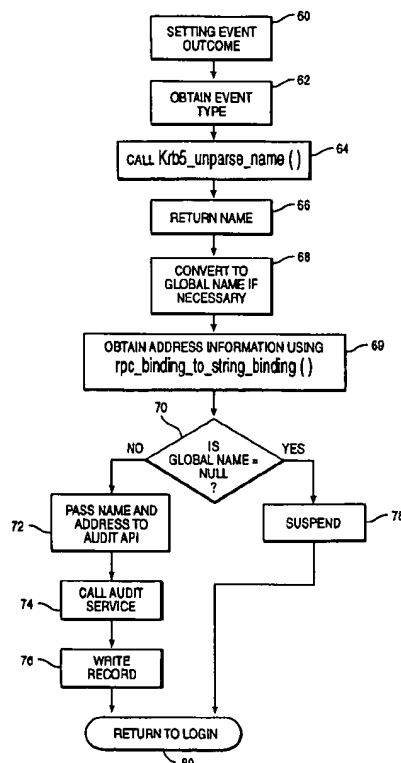 60
SETTING EVENT
OUTCOME
62
OBTAIN EVENT
TYPE
64
CALL Krb5_unparse_name ( )
66
RETURN NAME
68
CONVERT TO
GLOBAL NAME IF
NECESSARY
69
OBTAIN ADDRESS INFORMATION USING
rpc_binding_to_string_binding ( )
70
NO
IS
GLOBAL NAME =
NULL
?
YES
72
PASS NAME AND
ADDRESS TO
AUDIT API
SUSPEND
78
74
CALL AUDIT
SERVICE
76
WRITE
RECORD
RETURN TO LOGIN
80